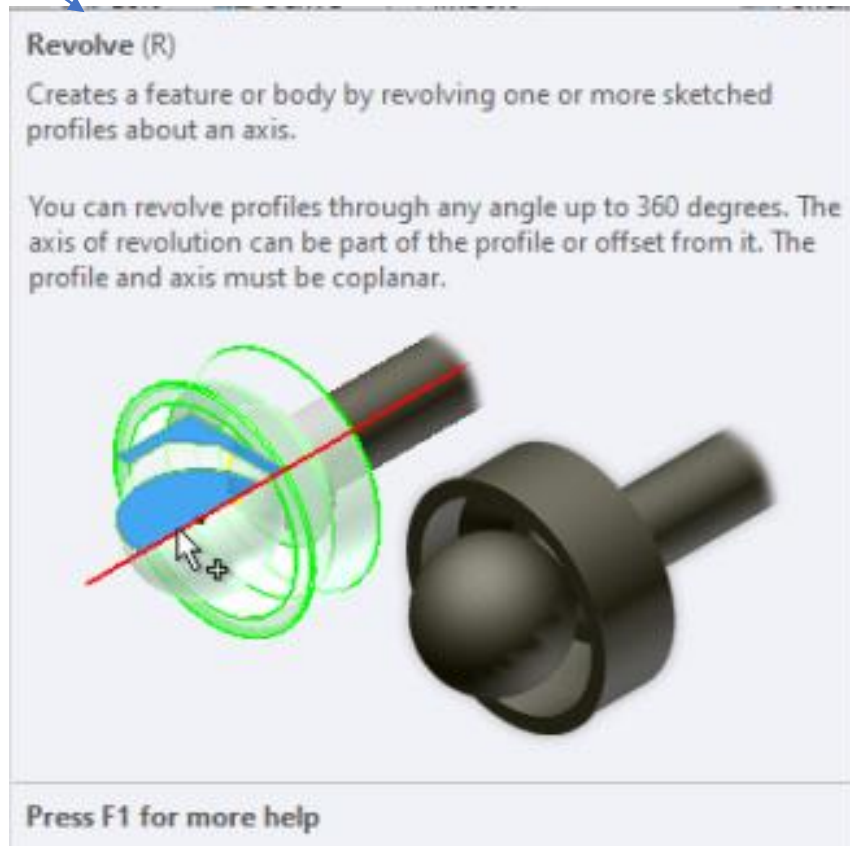 Revolve (R)
Creates a feature or body by revolving one or more sketched
profiles about an axis.
You can revolve profiles through any angle up to 360 degrees. The
axis of revolution can be part of the profile or offset from it. The
profile and axis must be coplanar.
Press F1 for more help